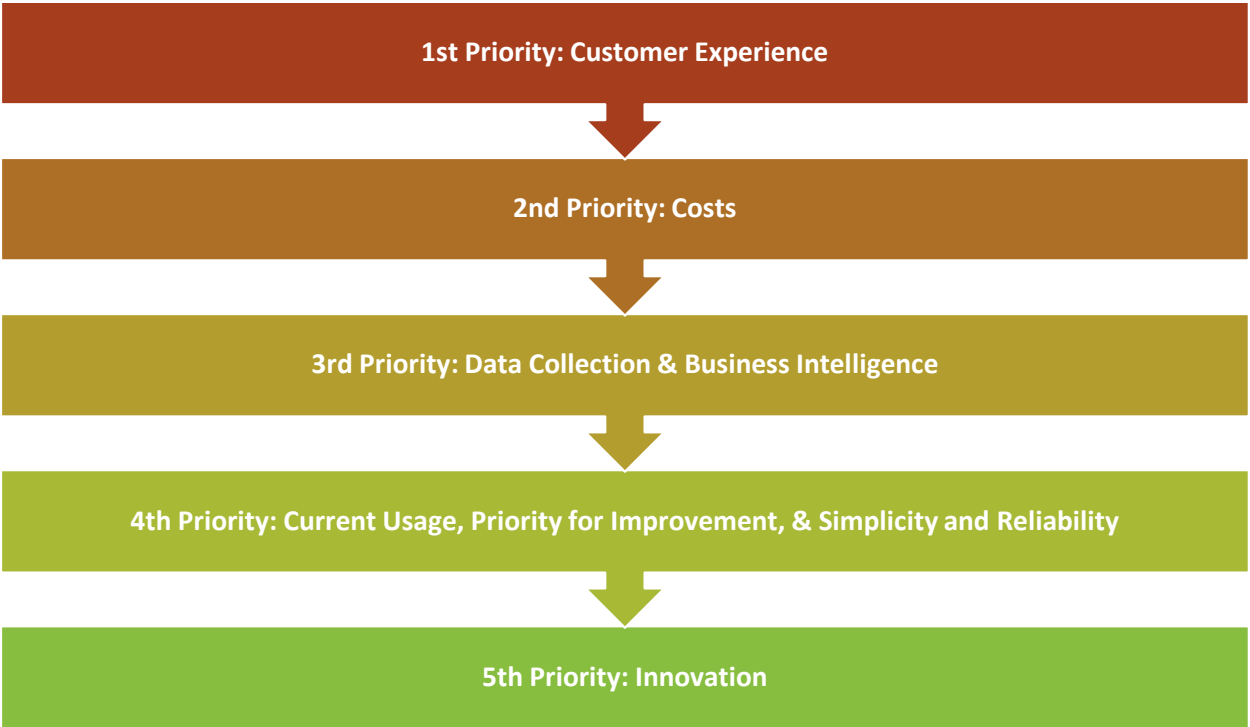 1st Priority: Customer Experience
2nd Priority: Costs
3rd Priority: Data Collection & Business Intelligence
4th Priority: Current Usage, Priority for Improvement, & Simplicity and Reliability
5th Priority: Innovation